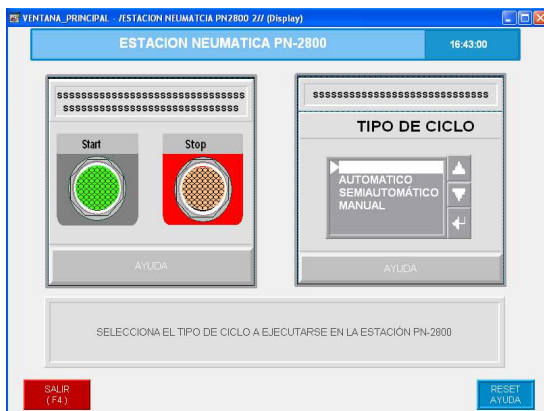 VENTANA_PRINCIPAL - /ESTACION NEUMATCIA PN2800 2// (Display)
ESTACION NEUMATICA PN-2800
16:43:00
ssssssssssssssssssssssssssssssss
sssssssssssssssssssssssssssssss
Start
Stop
AYUDA
ssssssssssssssssssssssssssssss
TIPO DE CICLO
AUTOMATICO
SEMIAUTOMÁTICO
MANUAL
AYUDA
SELECCIONA EL TIPO DE CICLO A EJECUTARSE EN LA ESTACIÓN PN-2800
SALIR
(F4)
RESET
AYUDA